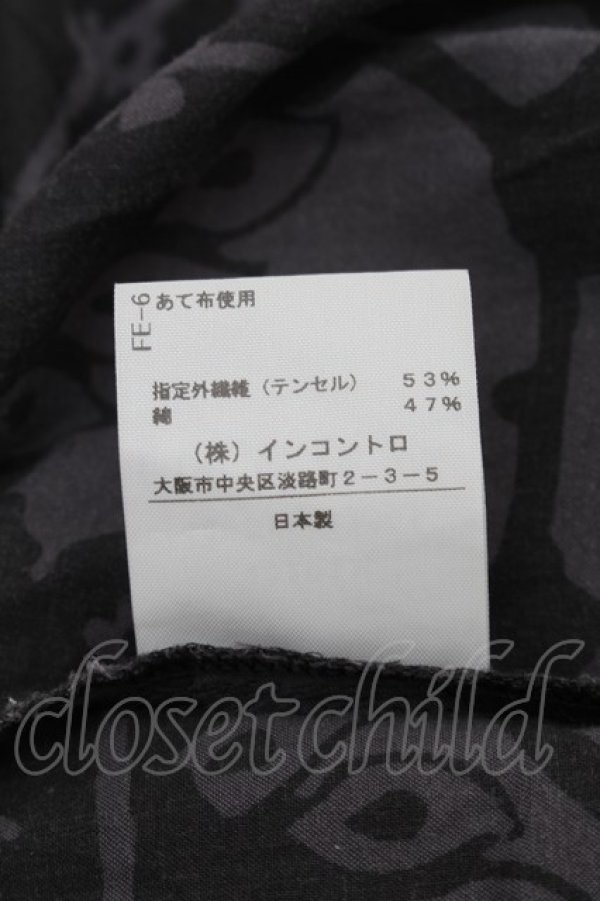 FE-6
あて布使用
指定外繊維（テンセル） 53%
綿 47%
（株）インコントロ
大阪市中央区淡路町2-3-5
日本製
closetchild